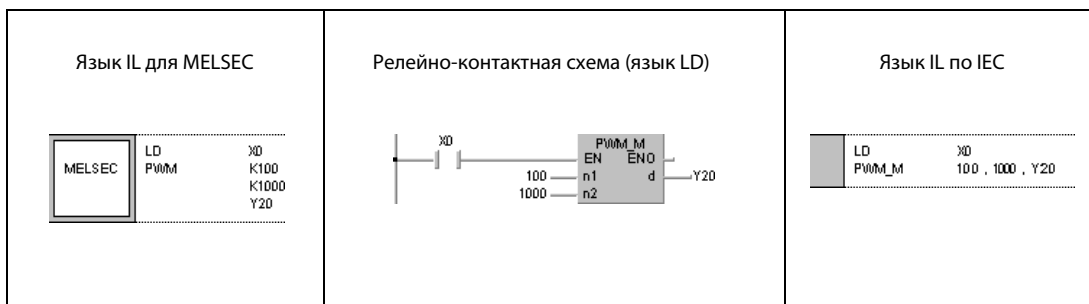 Язык IL для MELSEC
MELSEC
LD X0
PWM K100
K1000
Y20
Релейно-контактная схема (язык LD)
X0
PWM_M
EN ENO
100 n1 d Y20
1000 n2
Язык IL по IEC
LD X0
PWM_M 100 , 1000 , Y20